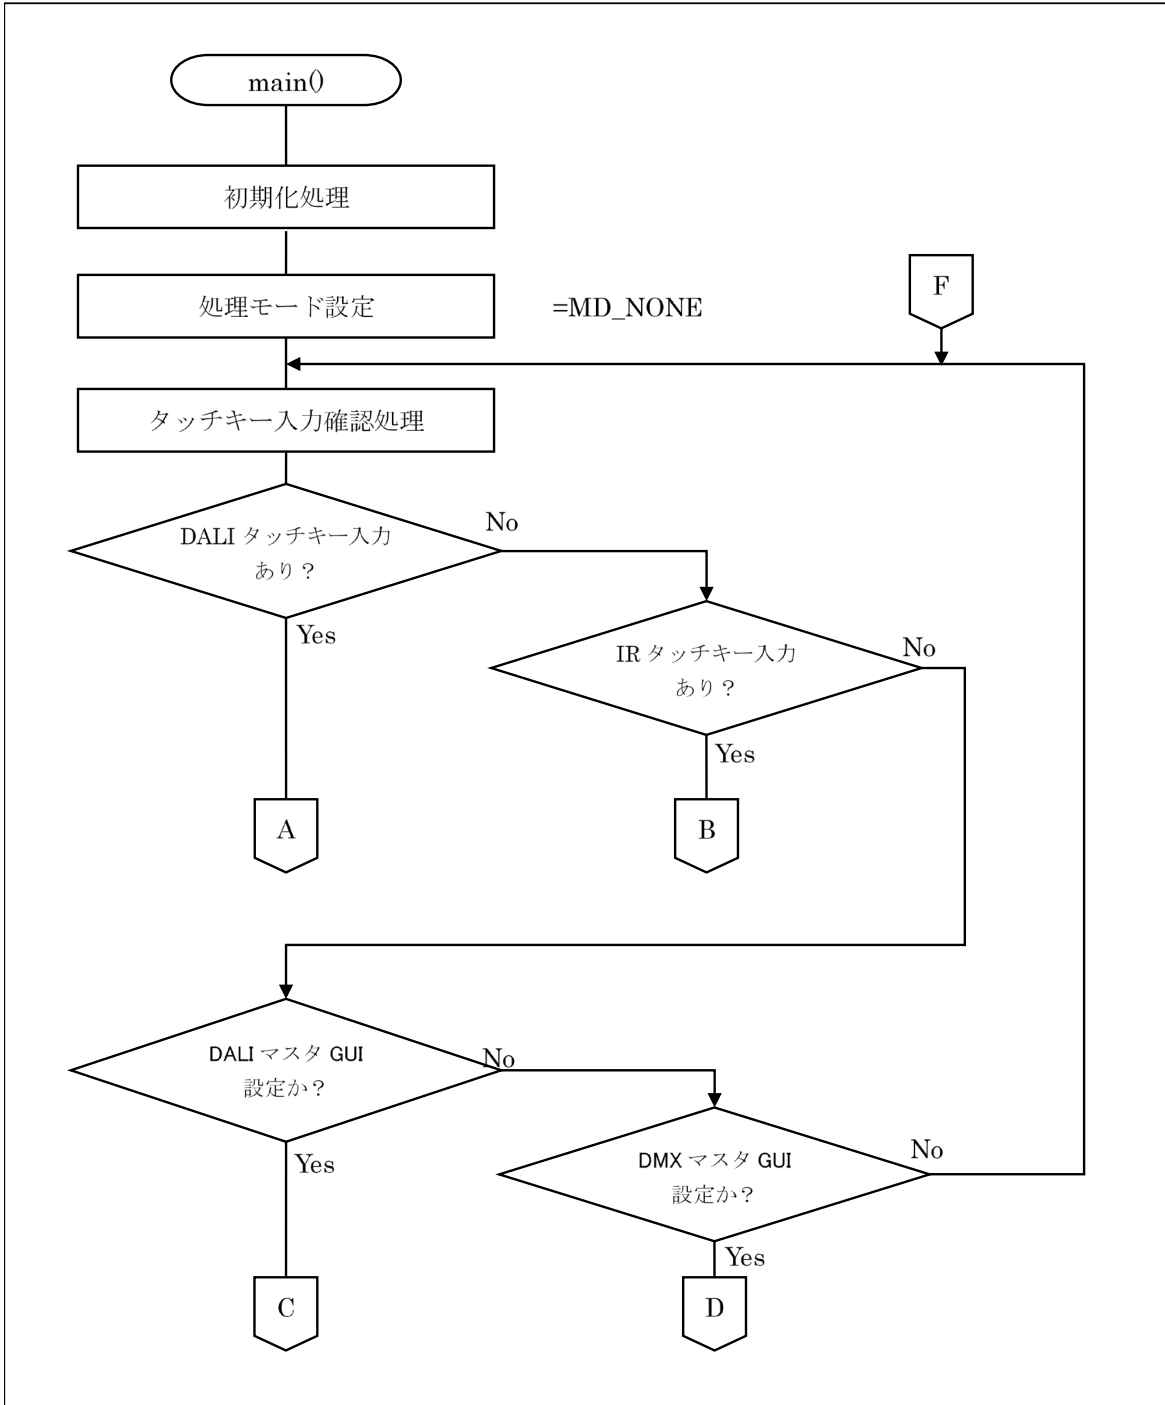 main()
初期化処理
処理モード設定
=MD_NONE
F
タッチキー入力確認処理
DALI タッチキー入力
あり？
No
Yes
IR タッチキー入力
あり？
No
Yes
A
B
DALI マスタ GUI
設定か？
No
Yes
DMX マスタ GUI
設定か？
No
Yes
C
D